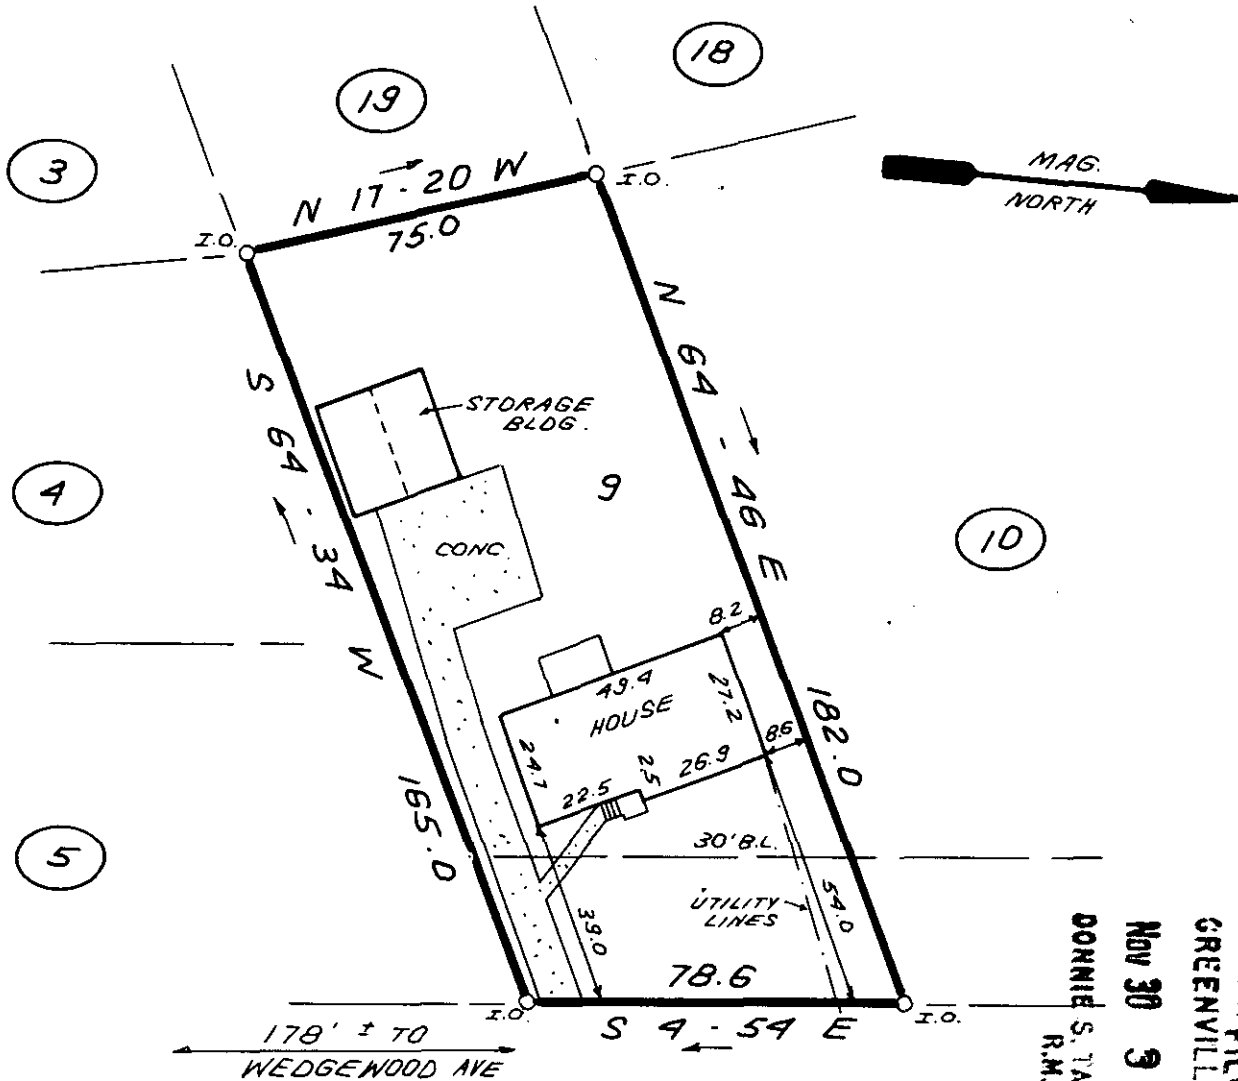 18
19
3
MAG.
NORTH
N 17-20 W
75.0
I.O.
I.O.
N 64-46 E
182.0
S 64-34 W
165.0
STORAGE
BLDG.
9
4
CONC.
10
8.2
49.4
27.2
HOUSE
24.7
2.5
26.9
8.6
22.5
5
30' B.L.
UTILITY
LINES
54.0
39.0
78.6
I.O.
S 4-54 E
I.O.
178' ± TO
WEDGEWOOD AVE
GREENVILL
Nov 30 3
DONNIE S. TA
R.M.